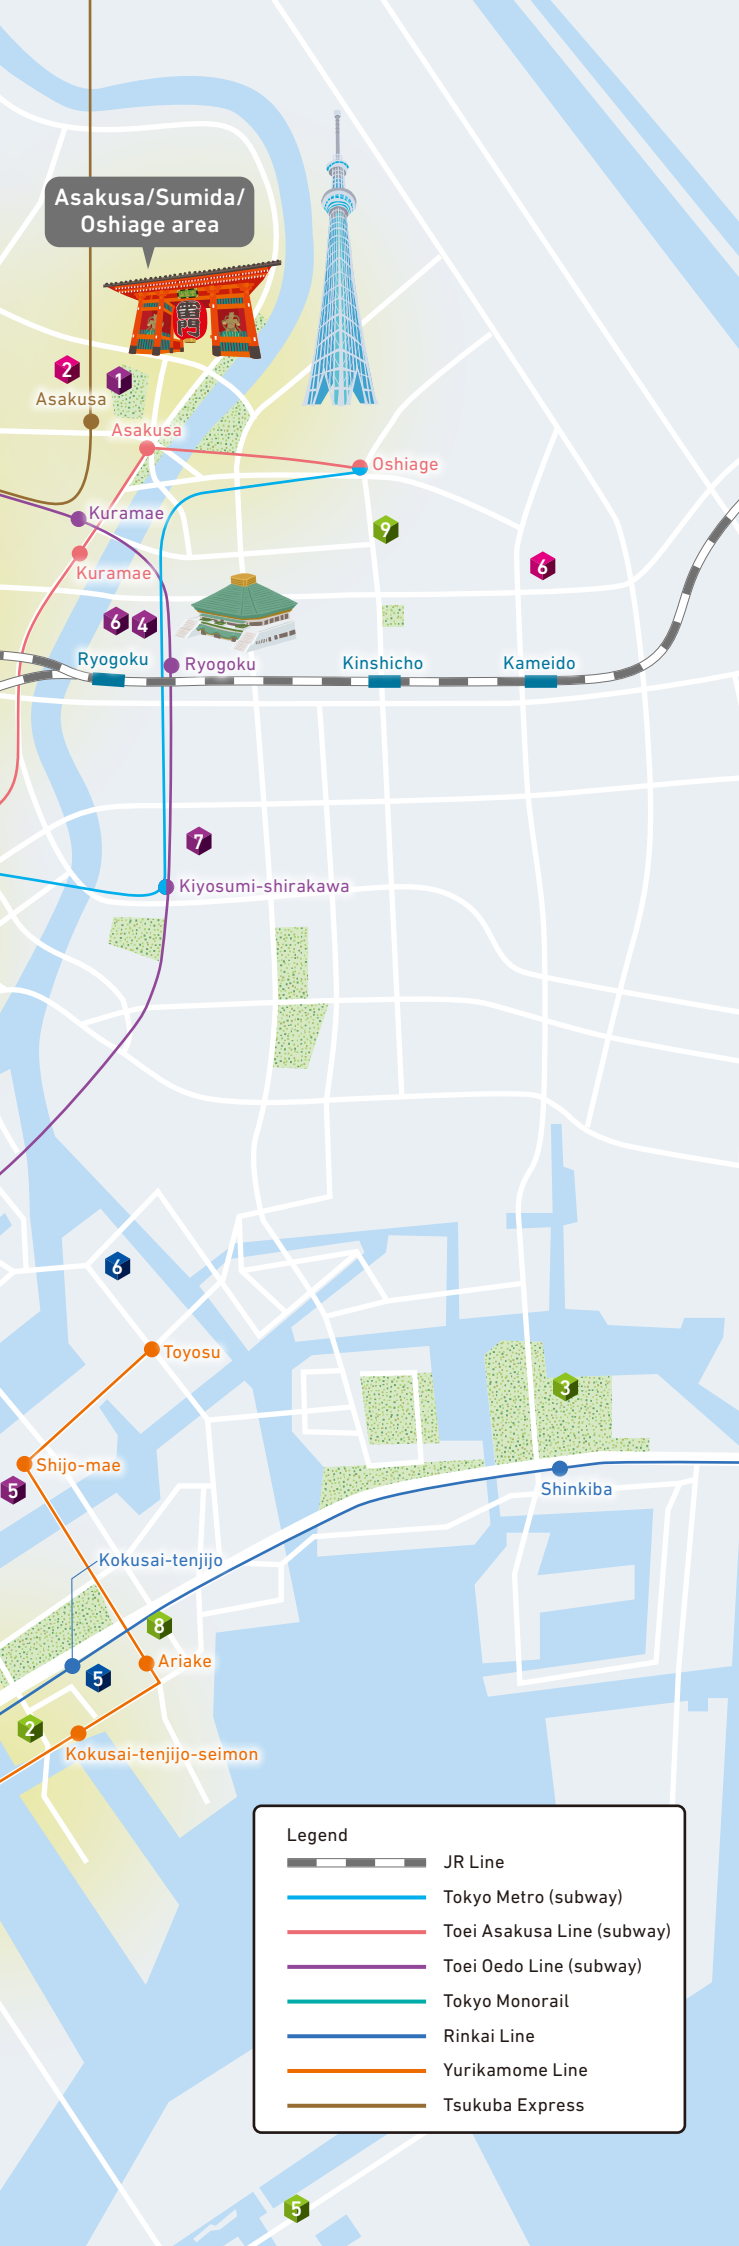 Asakusa/Sumida/
Oshiage area
雷門
2
1
Asakusa
Asakusa
Oshiage
Kuramae
9
Kuramae
6
6
4
Ryogoku
Ryogoku
Kinshicho
Kameido
7
Kiyosumi-shirakawa
6
Toyosu
3
Shijo-mae
5
Shinkiba
Kokusai-tenjijo
8
Ariake
5
2
Kokusai-tenjijo-seimon
Legend
JR Line
Tokyo Metro (subway)
Toei Asakusa Line (subway)
Toei Oedo Line (subway)
Tokyo Monorail
Rinkai Line
Yurikamome Line
Tsukuba Express
5